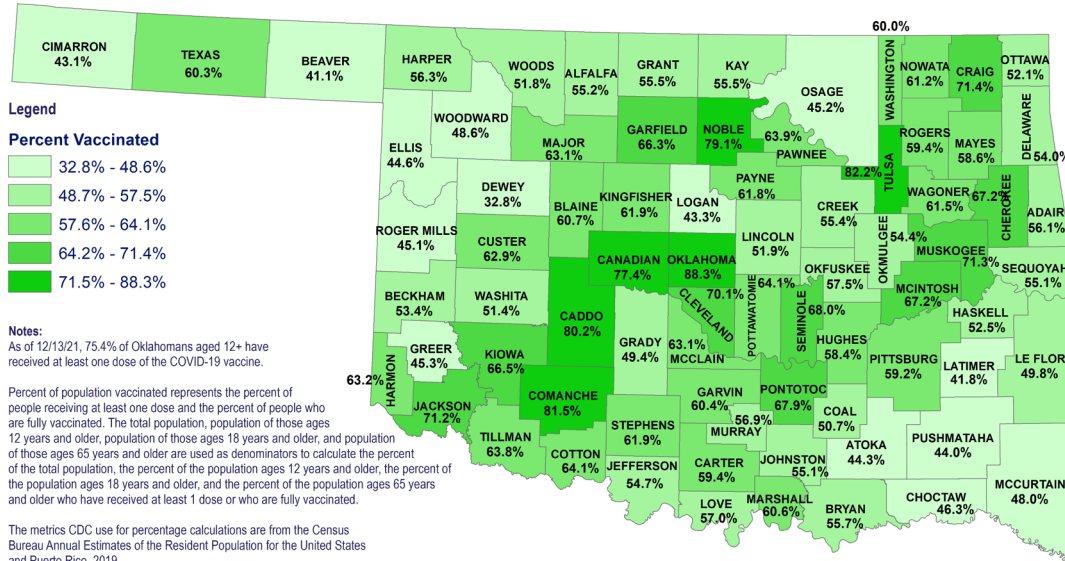 60.0%
CIMARRON
43.1%
TEXAS
60.3%
BEAVER
41.1%
HARPER
56.3%
WOODS
51.8%
ALFALFA
55.2%
GRANT
55.5%
KAY
55.5%
OSAGE
45.2%
WASHINGTON
NOWATA
61.2%
CRAIG
71.4%
OTTAWA
52.1%
Legend
Percent Vaccinated
32.8% - 48.6%
48.7% - 57.5%
57.6% - 64.1%
64.2% - 71.4%
71.5% - 88.3%
WOODWARD
48.6%
ELLIS
44.6%
MAJOR
63.1%
GARFIELD
66.3%
NOBLE
79.1%
63.9%
PAWNEE
ROGERS
59.4%
MAYES
58.6%
DELAWARE
54.0%
DEWEY
32.8%
BLAINE
60.7%
KINGFISHER
61.9%
LOGAN
43.3%
PAYNE
61.8%
82.2%
TULSA
CREEK
55.4%
WAGONER
61.5%
67.2%
CHEROKEE
ADAIR
56.1%
ROGER MILLS
45.1%
CUSTER
62.9%
CANADIAN
77.4%
OKLAHOMA
88.3%
LINCOLN
51.9%
OKMULGEE
54.4%
MUSKOGEE
71.3%
SEQUOYAH
55.1%
BECKHAM
53.4%
WASHITA
51.4%
CADDO
80.2%
CLEVELAND
70.1%
POTTAWATOMIE
64.1%
SEMINOLE
68.0%
OKFUSKEE
57.5%
MCINTOSH
67.2%
HASKELL
52.5%
Notes:
As of 12/13/21, 75.4% of Oklahomans aged 12+ have
received at least one dose of the COVID-19 vaccine.
GREER
45.3%
KIOWA
66.5%
GRADY
49.4%
63.1%
MCCLAIN
HUGHES
58.4%
PITTSBURG
59.2%
LATIMER
41.8%
LE FLOR
49.8%
63.2%
HARMON
JACKSON
71.2%
COMANCHE
81.5%
GARVIN
60.4%
PONTOTOC
67.9%
COAL
50.7%
Percent of population vaccinated represents the percent of
people receiving at least one dose and the percent of people who
are fully vaccinated. The total population, population of those ages
12 years and older, population of those ages 18 years and older, and population
of those ages 65 years and older are used as denominators to calculate the percent
of the total population, the percent of the population ages 12 years and older, the percent of
the population ages 18 years and older, and the percent of the population ages 65 years
and older who have received at least 1 dose or who are fully vaccinated.
TILLMAN
63.8%
COTTON
64.1%
STEPHENS
61.9%
56.9%
MURRAY
ATOKA
44.3%
PUSHMATAHA
44.0%
JEFFERSON
54.7%
CARTER
59.4%
JOHNSTON
55.1%
MCCURTAIN
48.0%
LOVE
57.0%
MARSHALL
60.6%
BRYAN
55.7%
CHOCTAW
46.3%
The metrics CDC use for percentage calculations are from the Census
Bureau Annual Estimates of the Resident Population for the United States
and Puerto Rico, 2019